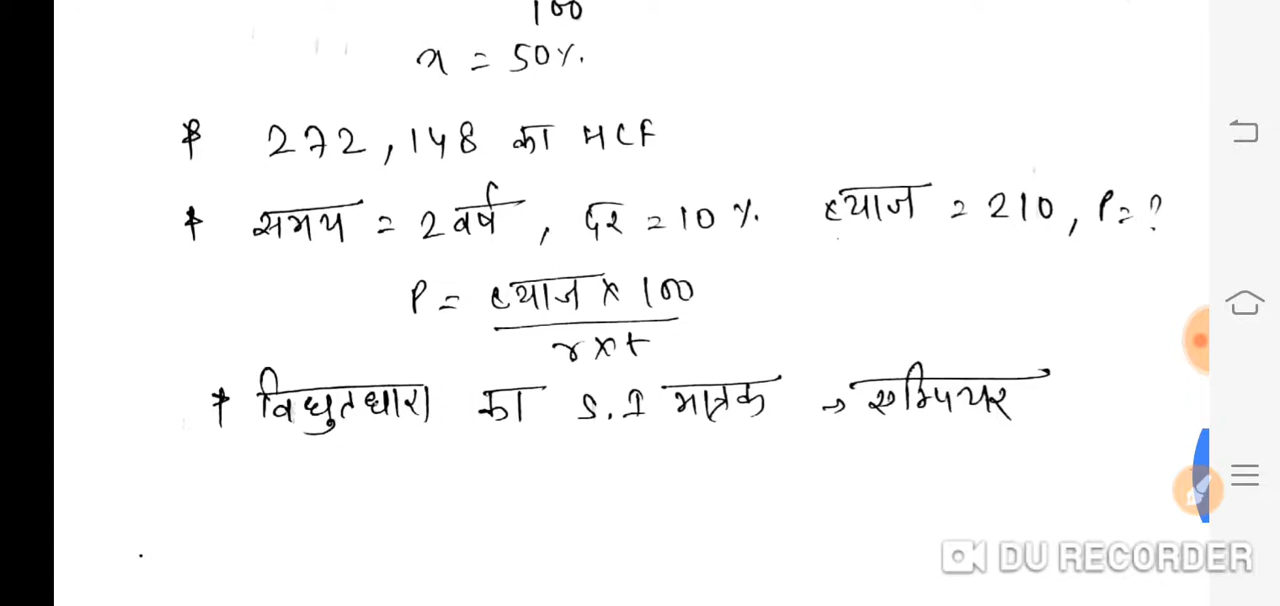 100
x = 50%.
* 272, 148 का HCF
* समय = 2 वर्ष, दर = 10 %. ब्याज = 210, P = ?
P = ब्याज × 100
r × t
* विधुतधारा का S.I मात्रक → एम्पियर
DU RECORDER